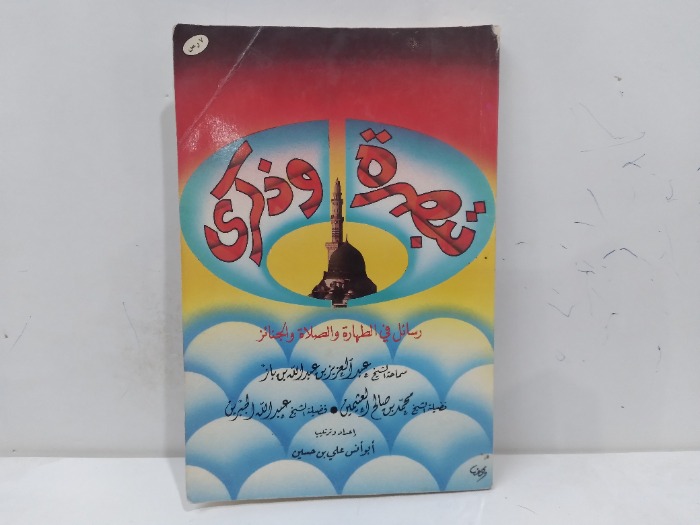 تبصرة وذكرى
رسائل في الطهارة والصلاة والجنائز
سماحة الشيخ عبد العزيز بن عبد الله بن باز
فضيلة الشيخ محمد بن صالح العثيمين • فضيلة الشيخ عبد الله الجبرين
اعداد وترتيب
أبو أنس علي بن حسين